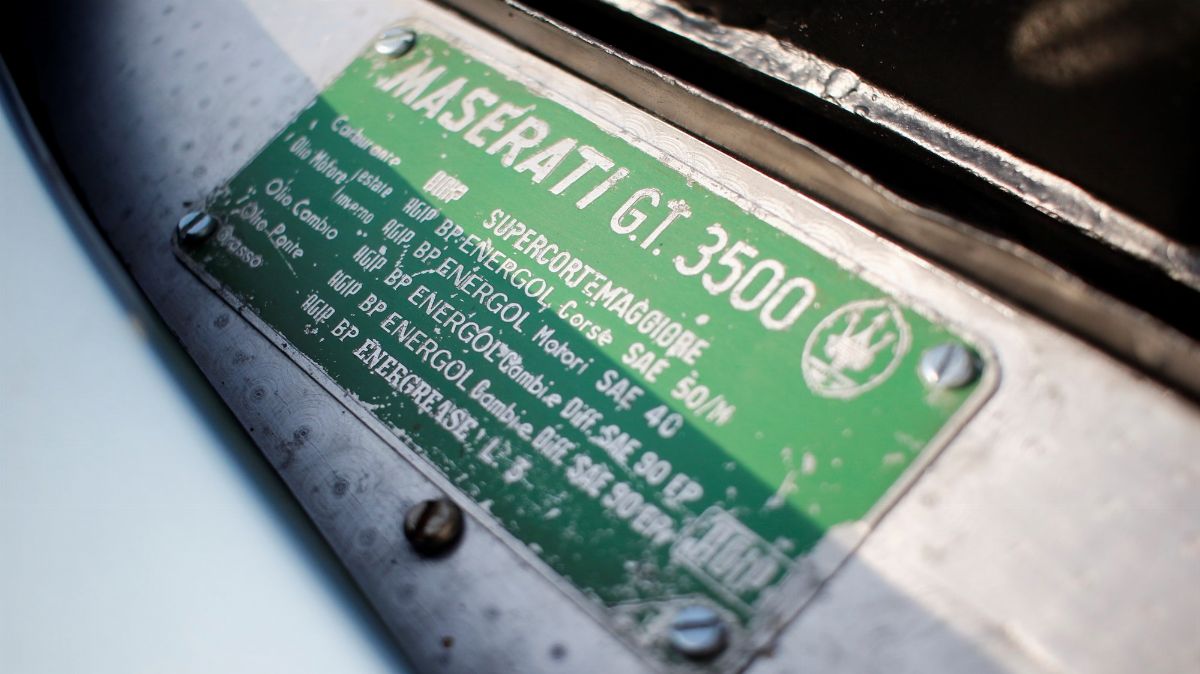 MASERATI G.T. 3500
Carburante AGIP SUPERCORTEMAGGIORE
Olio Motore estate AGIP BP ENERGOL Corse SAE 50/M
inverno AGIP BP ENERGOL Motori SAE 40
Olio Cambio AGIP BP ENERGOL Cambi e Diff. SAE 90 EP
Olio Ponte AGIP BP ENERGOL Cambi e Diff. SAE 90 EP
Grasso AGIP BP ENERGREASE L. 3
AGIP